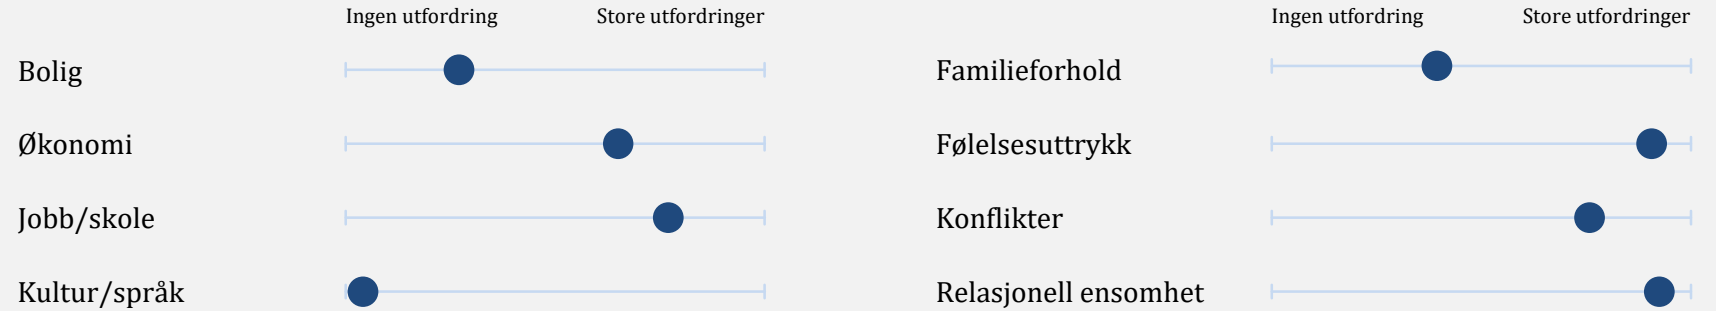 Ingen utfordring Store utfordringer
Bolig
Økonomi
Jobb/skole
Kultur/språk
Ingen utfordring Store utfordringer
Familieforhold
Følelsesuttrykk
Konflikter
Relasjonell ensomhet